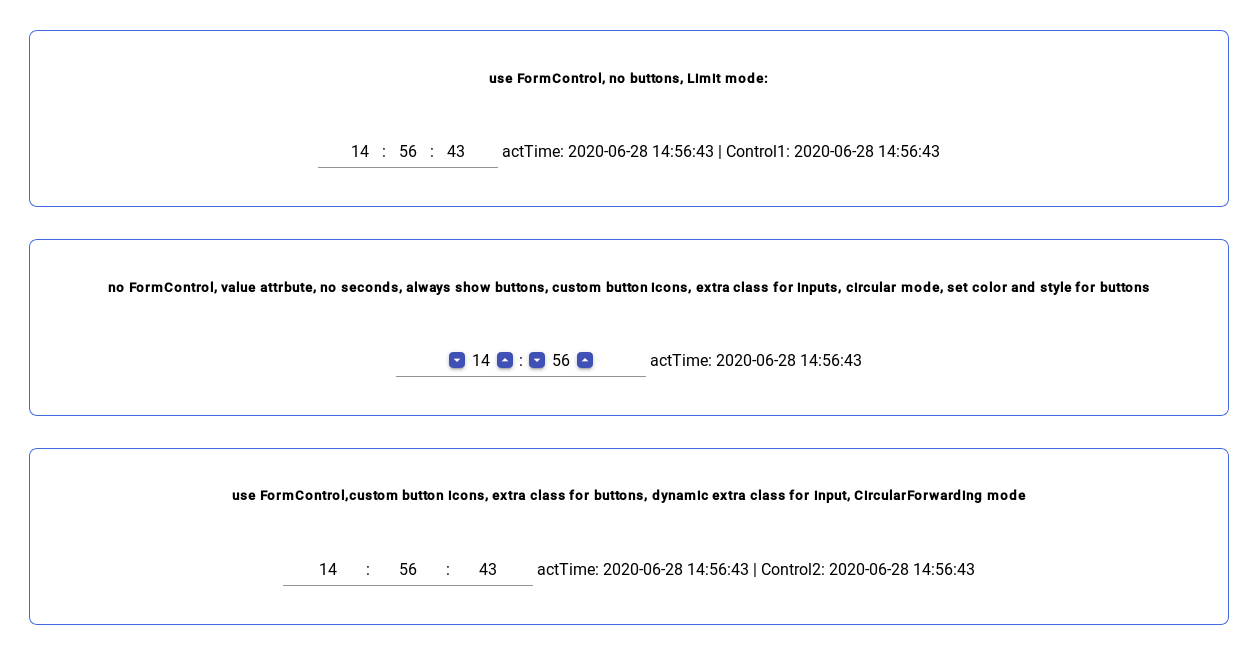 use FormControl, no buttons, LImIt mode:
14 : 56 : 43 actTime: 2020-06-28 14:56:43 | Control1: 2020-06-28 14:56:43
no FormControl, value attrbute, no seconds, always show buttons, custom button Icons, extra class for Inputs, cIrcular mode, set color and style for buttons
14 : 56 actTime: 2020-06-28 14:56:43
use FormControl,custom button Icons, extra class for buttons, dynamIc extra class for Input, CIrcularForwardIng mode
14 : 56 : 43 actTime: 2020-06-28 14:56:43 | Control2: 2020-06-28 14:56:43